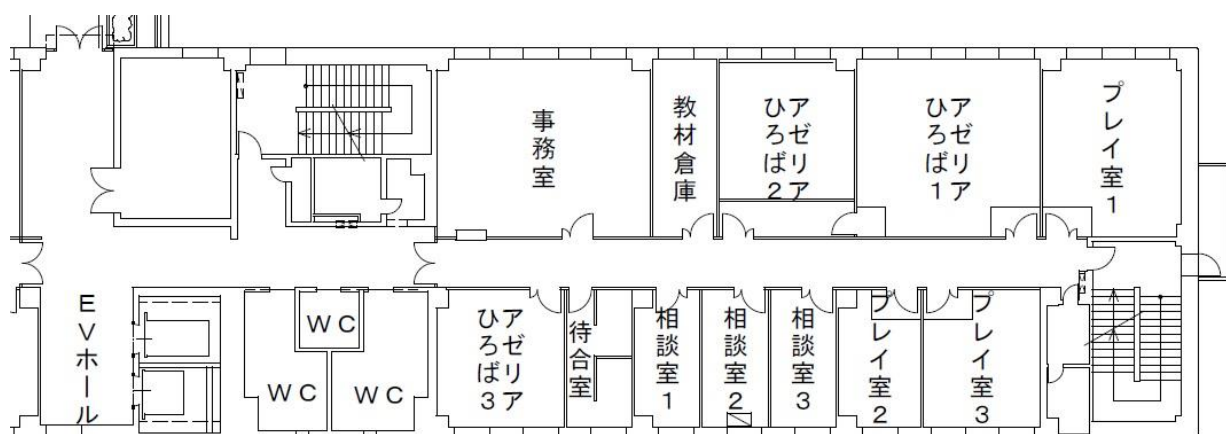 事務室
教材倉庫
アゼリア
ひろば2
アゼリア
ひろば1
プレイ室1
EVホール
WC
WC
WC
アゼリア
ひろば3
待合室
相談室1
相談室2
相談室3
プレイ室2
プレイ室3